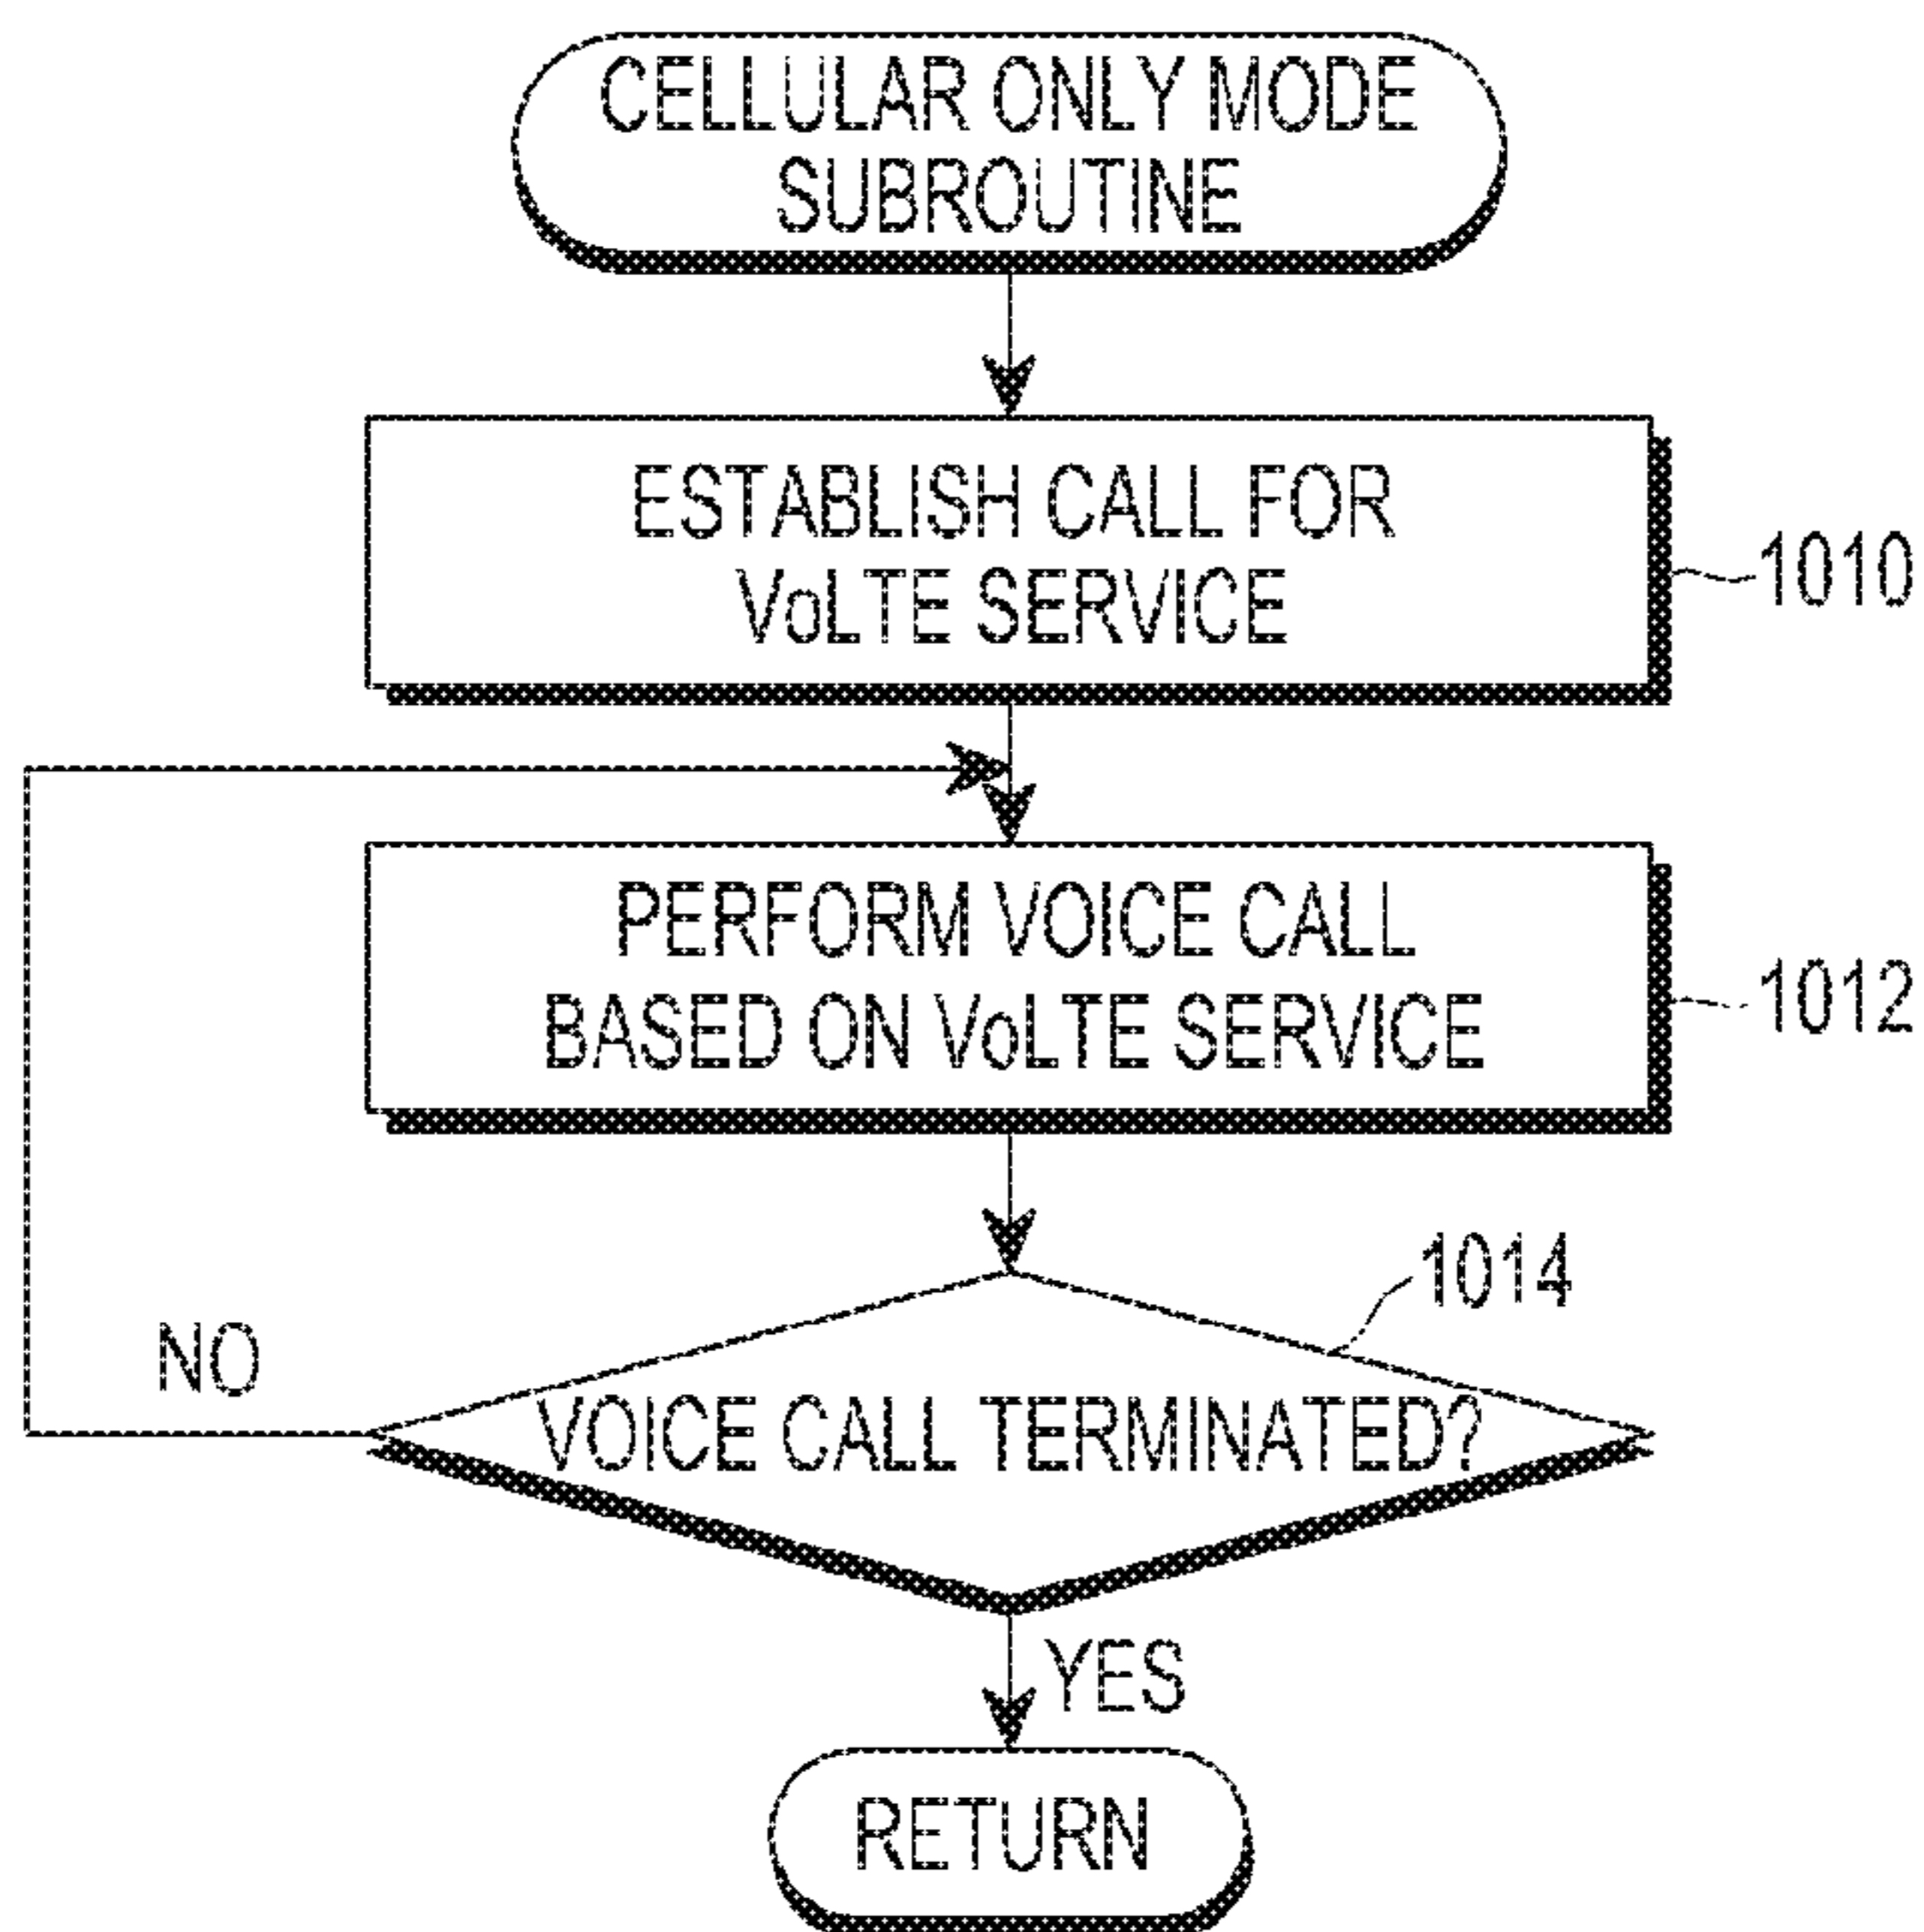 CELLULAR ONLY MODE
SUBROUTINE
ESTABLISH CALL FOR
VoLTE SERVICE
1010
PERFORM VOICE CALL
BASED ON VoLTE SERVICE
1012
1014
NO
VOICE CALL TERMINATED?
YES
RETURN